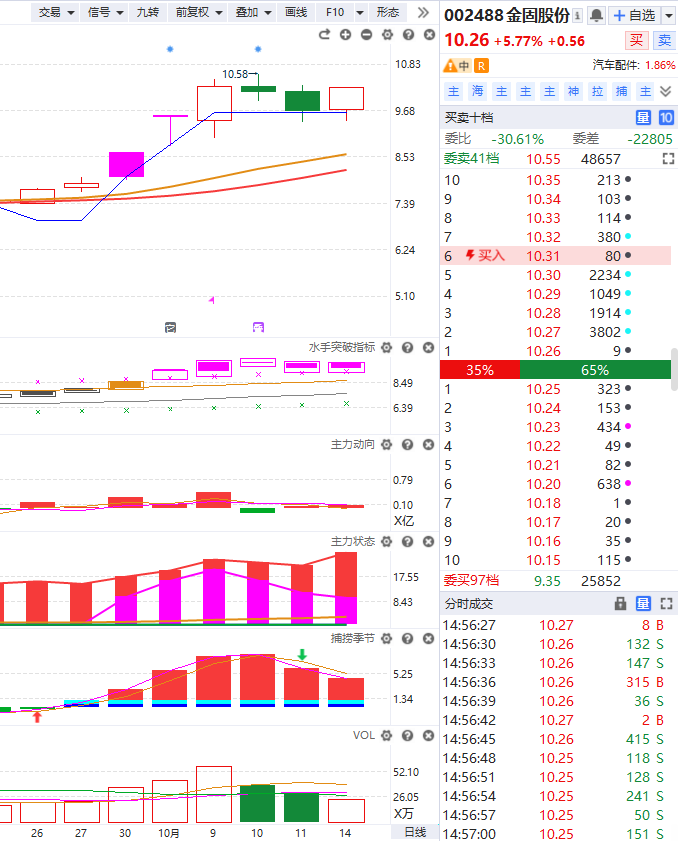 交易 信号 九转 前复权 超级叠加 画线 F10 形态
10.58
10.83
9.68
8.53
7.39
6.24
5.10
水手突破指标
8.49
6.39
主力动向
0.79
0.10
X亿
主力状态
17.55
8.43
捕捞季节
5.25
1.34
VOL
52.10
26.05
X万
26 27 30 10月 9 10 11 14 日线
002488 金固股份 自选
10.26 +5.77% +0.56 买 卖
中 R 汽车配件: 1.86%
主 海 主 主 主 神 拉 捕 主
买卖十档 量 10
委比 -30.61% 委差 -22805
委卖41档 10.55 48657
10 10.35 213
9 10.34 103
8 10.33 114
7 10.32 380
6 买入 10.31 80
5 10.30 2234
4 10.29 1049
3 10.28 1914
2 10.27 3802
1 10.26 9
35% 65%
1 10.25 323
2 10.24 153
3 10.23 434
4 10.22 49
5 10.21 82
6 10.20 638
7 10.18 1
8 10.17 20
9 10.16 35
10 10.15 115
委买97档 9.35 25852
分时成交 量
14:56:27 10.27 8 B
14:56:30 10.26 132 S
14:56:33 10.26 147 S
14:56:36 10.26 315 B
14:56:39 10.26 36 S
14:56:42 10.27 2 B
14:56:45 10.26 415 S
14:56:48 10.25 118 S
14:56:51 10.25 128 S
14:56:54 10.25 241 S
14:56:57 10.25 50 S
14:57:00 10.25 151 S